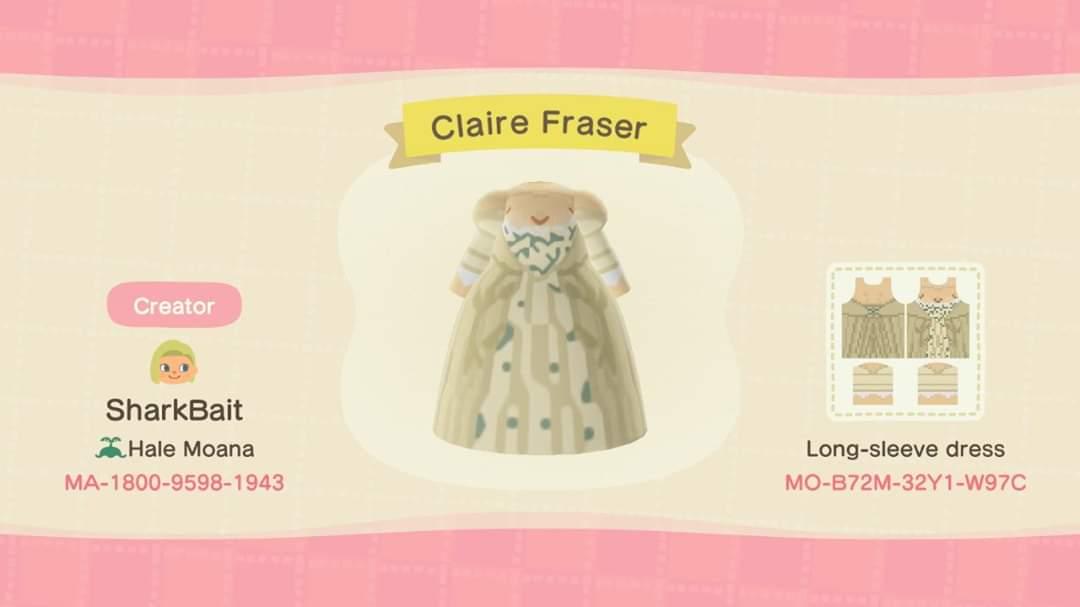 Claire Fraser
Creator
SharkBait
Hale Moana
MA-1800-9598-1943
Long-sleeve dress
MO-B72M-32Y1-W97C